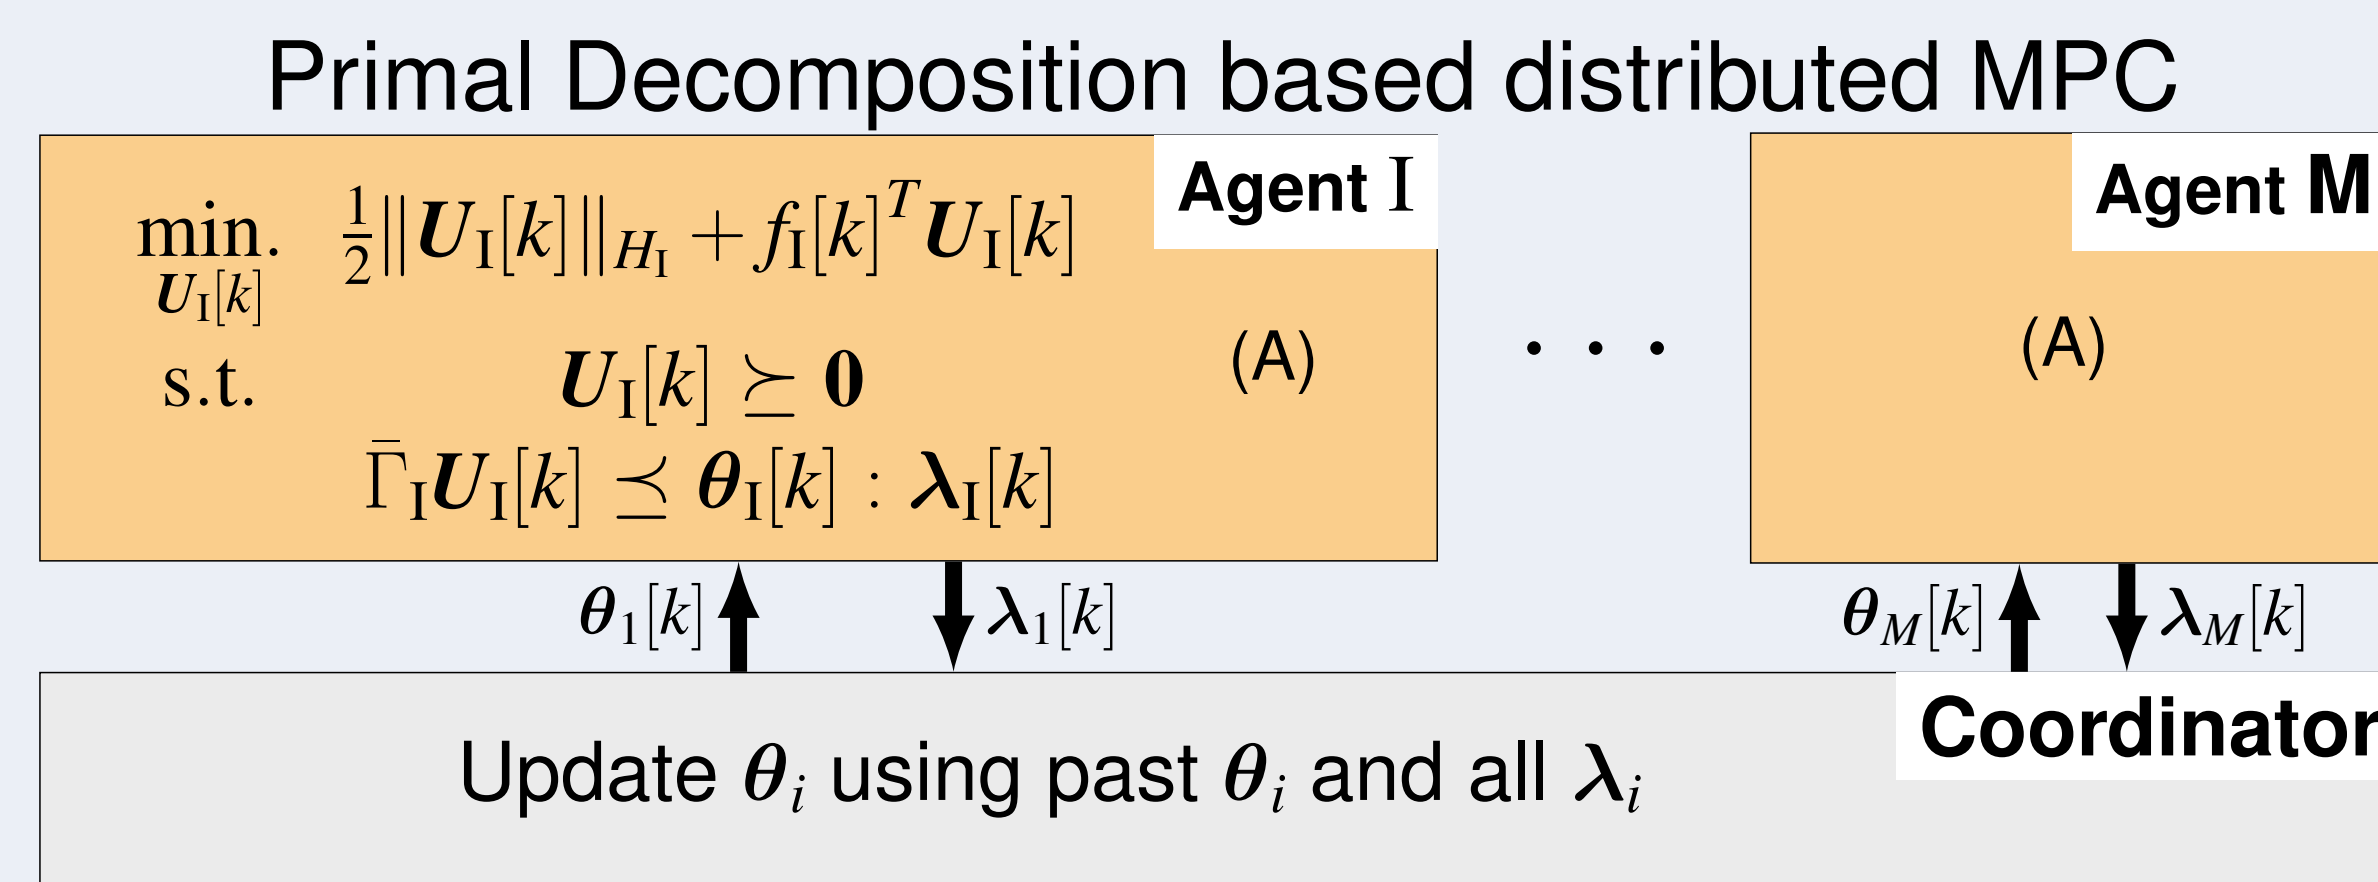 Primal Decomposition based distributed MPC
Agent I
min. ½||U_I[k]||_{H_I} + f_I[k]^T U_I[k]
U_I[k]
s.t. U_I[k] ⪰ 0
(A)
Γ̄_I U_I[k] ⪯ θ_I[k] : λ_I[k]
. . .
Agent M
(A)
θ_1[k] λ_1[k]
θ_M[k] λ_M[k]
Coordinator
Update θ_i using past θ_i and all λ_i